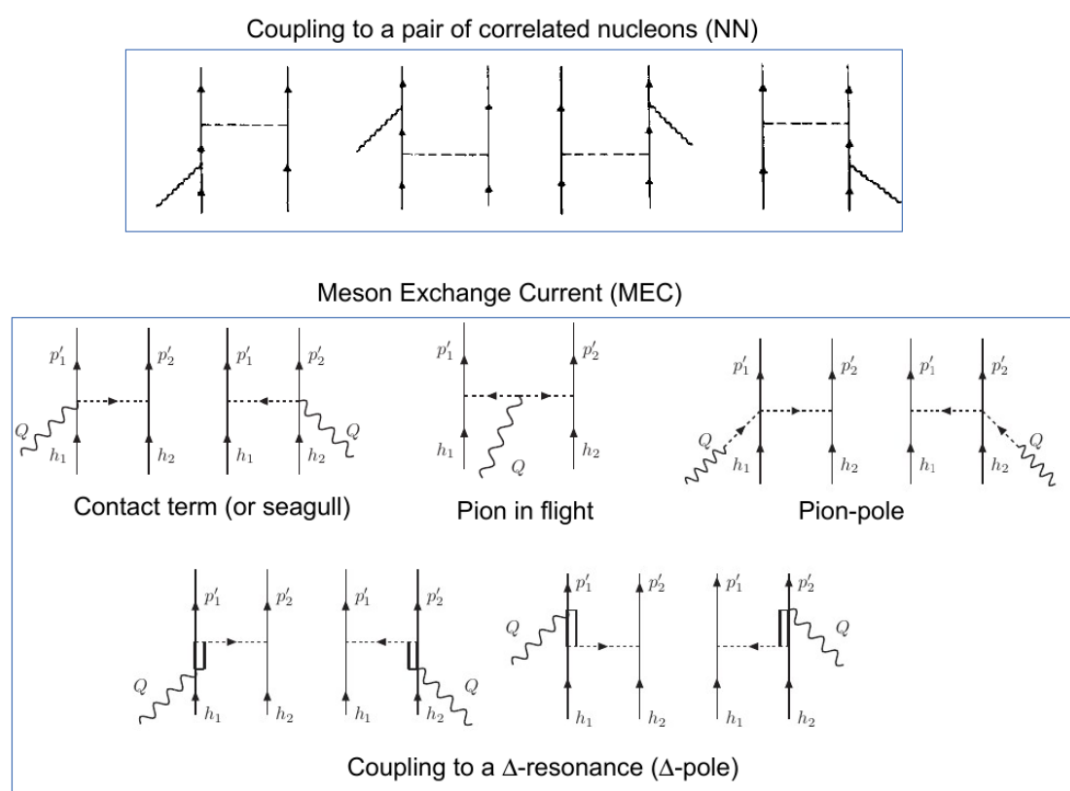 Coupling to a pair of correlated nucleons (NN)
Meson Exchange Current (MEC)
p′₁ p′₂ p′₁ p′₂
Q h₁ h₂ h₁ h₂ Q
Contact term (or seagull)
p′₁ p′₂
h₁ Q h₂
Pion in flight
p′₁ p′₂ p′₁ p′₂
Q h₁ h₂ h₁ h₂ Q
Pion-pole
p′₁ p′₂ p′₁ p′₂
Q h₁ h₂ h₁ h₂ Q
p′₁ p′₂ p′₁ p′₂
Q h₁ h₂ h₁ h₂ Q
Coupling to a Δ-resonance (Δ-pole)